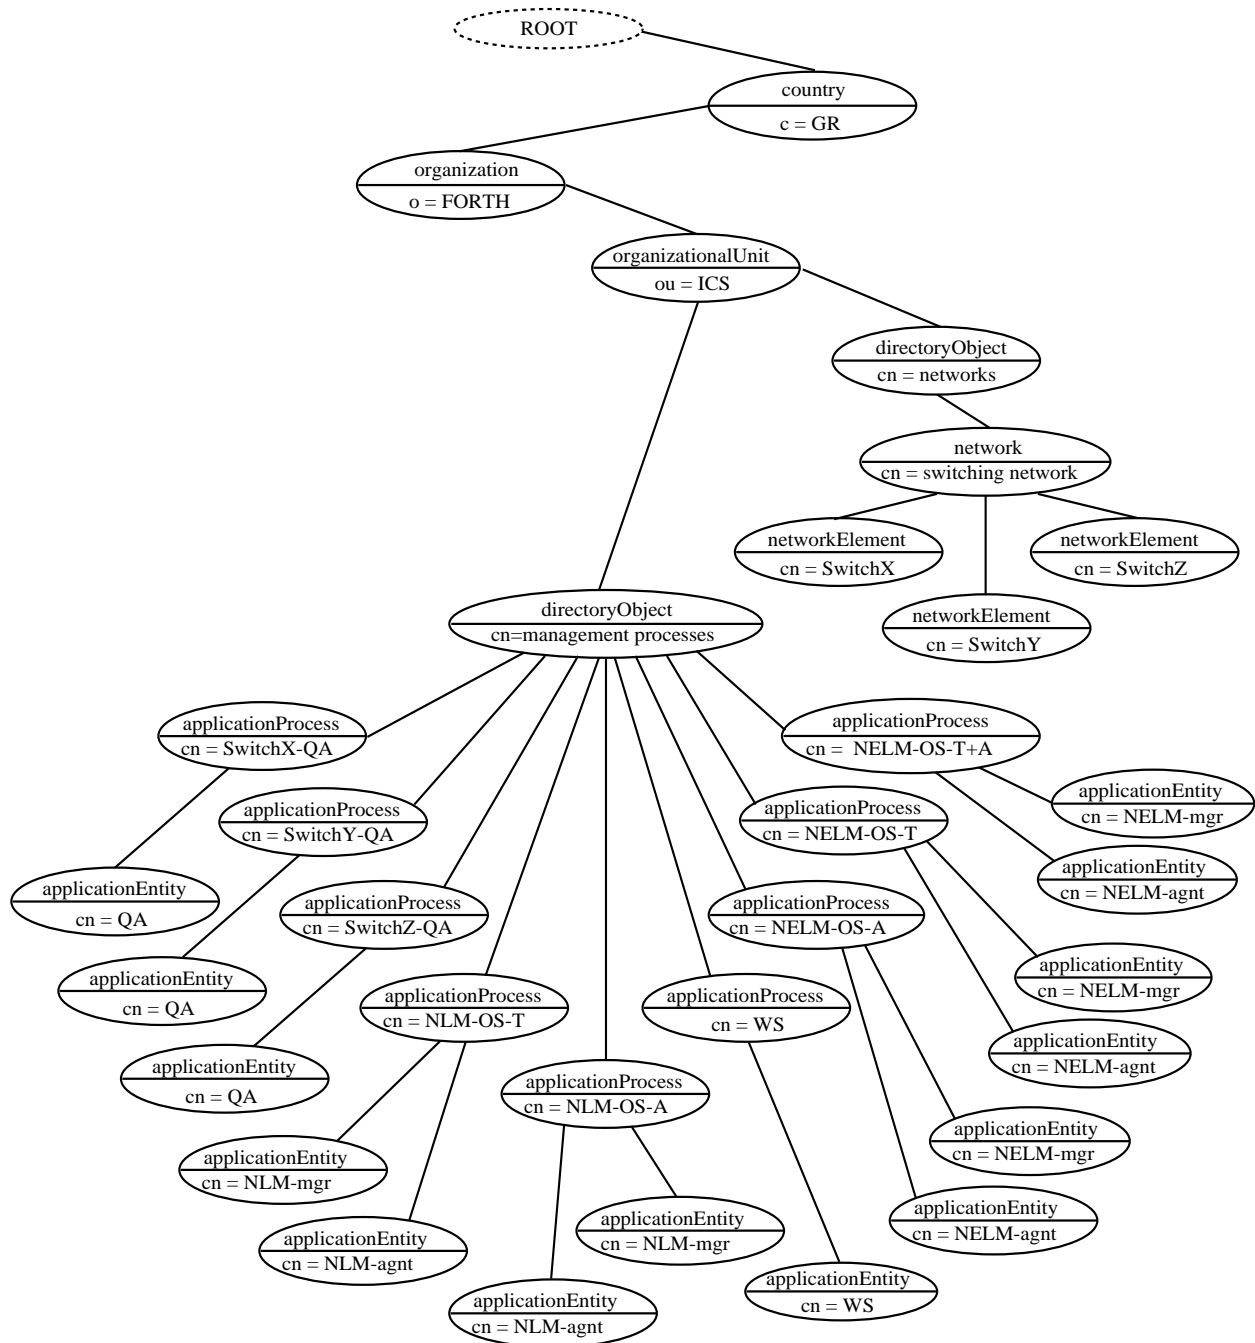 ROOT
country
c = GR
organization
o = FORTH
organizationalUnit
ou = ICS
directoryObject
cn = networks
network
cn = switching network
networkElement
cn = SwitchX
networkElement
cn = SwitchZ
networkElement
cn = SwitchY
directoryObject
cn=management processes
applicationProcess
cn = SwitchX-QA
applicationProcess
cn = NELM-OS-T+A
applicationEntity
cn = NELM-mgr
applicationProcess
cn = SwitchY-QA
applicationProcess
cn = NELM-OS-T
applicationEntity
cn = NELM-agnt
applicationEntity
cn = QA
applicationProcess
cn = SwitchZ-QA
applicationProcess
cn = NELM-OS-A
applicationEntity
cn = NELM-mgr
applicationEntity
cn = QA
applicationProcess
cn = NLM-OS-T
applicationProcess
cn = WS
applicationEntity
cn = NELM-agnt
applicationEntity
cn = QA
applicationProcess
cn = NLM-OS-A
applicationEntity
cn = NELM-mgr
applicationEntity
cn = NLM-mgr
applicationEntity
cn = NELM-agnt
applicationEntity
cn = NLM-mgr
applicationEntity
cn = NLM-agnt
applicationEntity
cn = WS
applicationEntity
cn = NLM-agnt